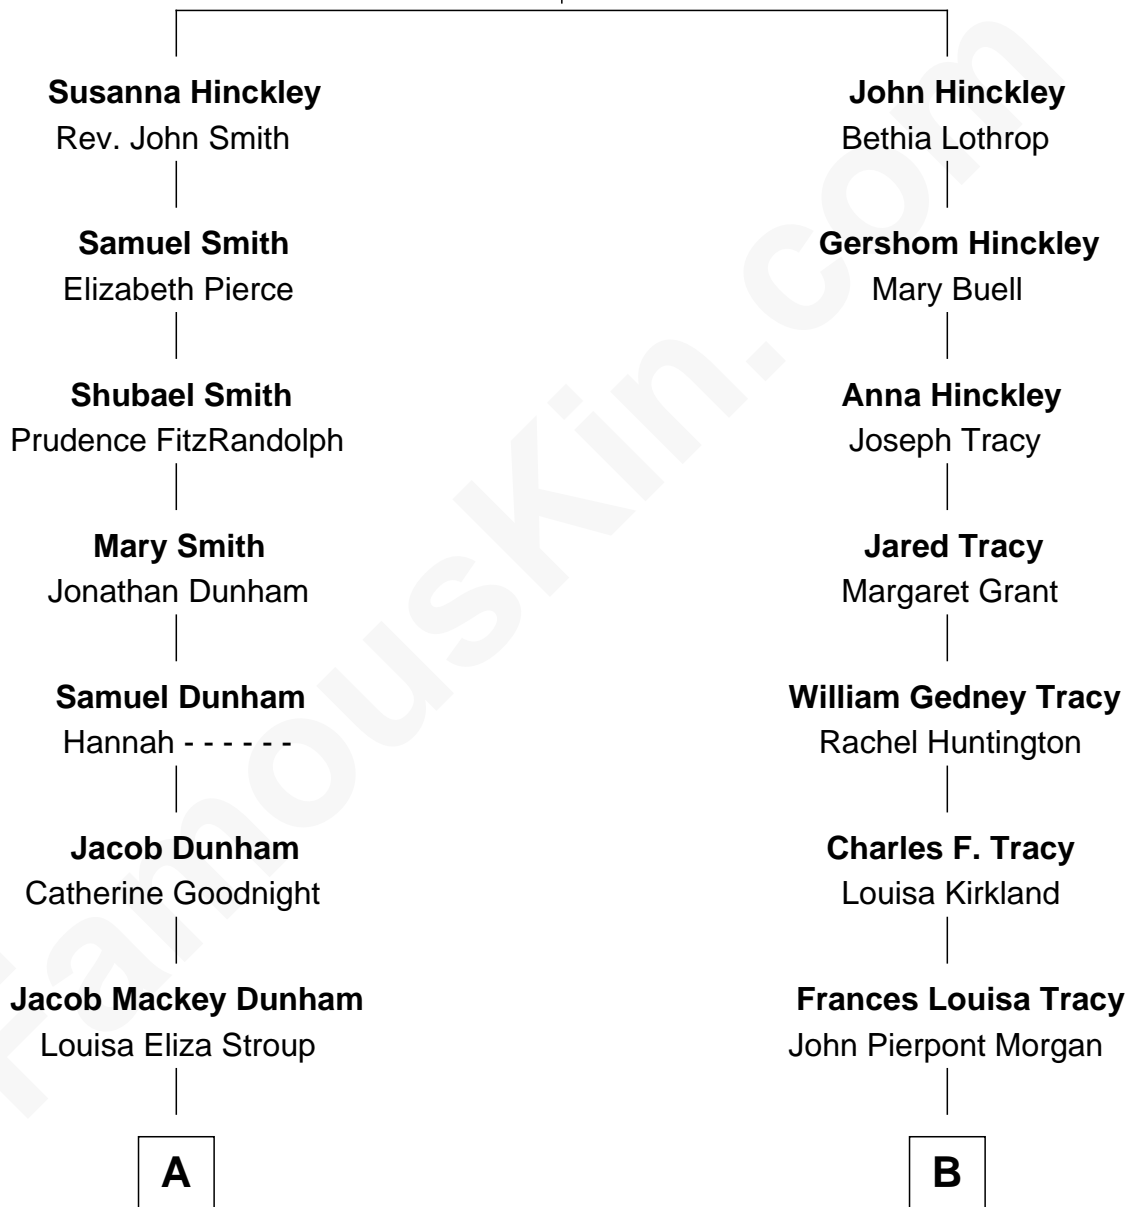 Susanna Hinckley
Rev. John Smith
Samuel Smith
Elizabeth Pierce
Shubael Smith
Prudence FitzRandolph
Mary Smith
Jonathan Dunham
Samuel Dunham
Hannah - - - - - -
Jacob Dunham
Catherine Goodnight
Jacob Mackey Dunham
Louisa Eliza Stroup
A
John Hinckley
Bethia Lothrop
Gershom Hinckley
Mary Buell
Anna Hinckley
Joseph Tracy
Jared Tracy
Margaret Grant
William Gedney Tracy
Rachel Huntington
Charles F. Tracy
Louisa Kirkland
Frances Louisa Tracy
John Pierpont Morgan
B
FamousKin.com